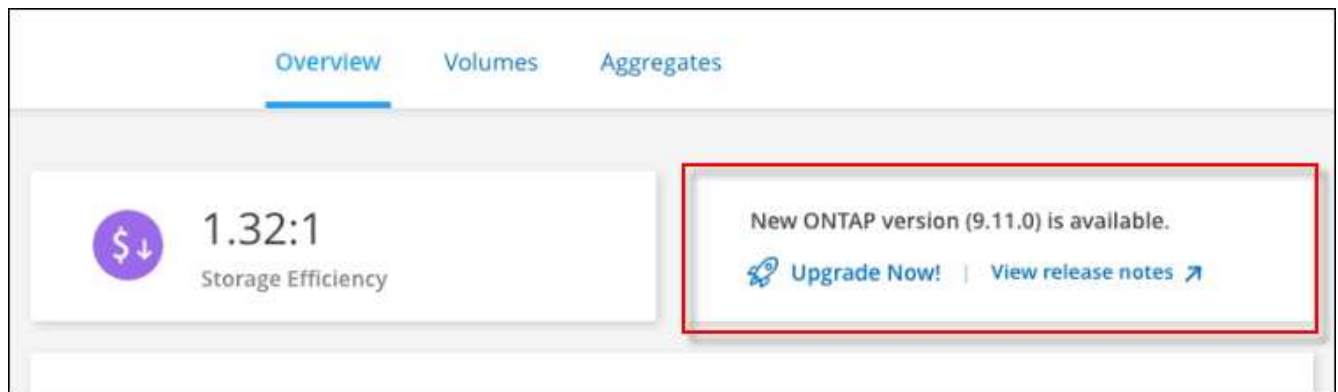 Overview Volumes Aggregates
1.32:1
Storage Efficiency
New ONTAP version (9.11.0) is available.
Upgrade Now! | View release notes